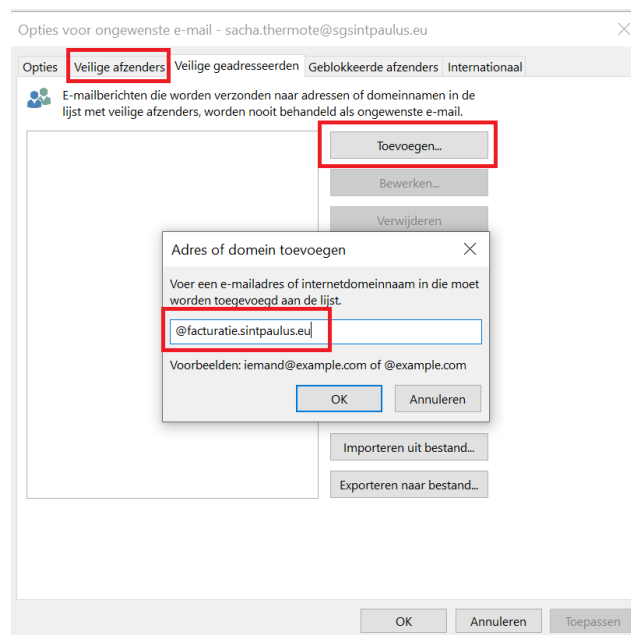 Opties voor ongewenste e-mail - sacha.thermote@sgsintpaulus.eu
Opties Veilige afzenders Veilige geadresseerden Geblokkeerde afzenders Internationaal
E-mailberichten die worden verzonden naar adressen of domeinnamen in de
lijst met veilige afzenders, worden nooit behandeld als ongewenste e-mail.
Toevoegen...
Bewerken...
Verwijderen
Adres of domein toevoegen
Voer een e-mailadres of internetdomeinnaam in die moet
worden toegevoegd aan de lijst.
@facturatie.sintpaulus.eu
Voorbeelden: iemand@example.com of @example.com
OK Annuleren
Importeren uit bestand...
Exporteren naar bestand...
OK Annuleren Toepassen